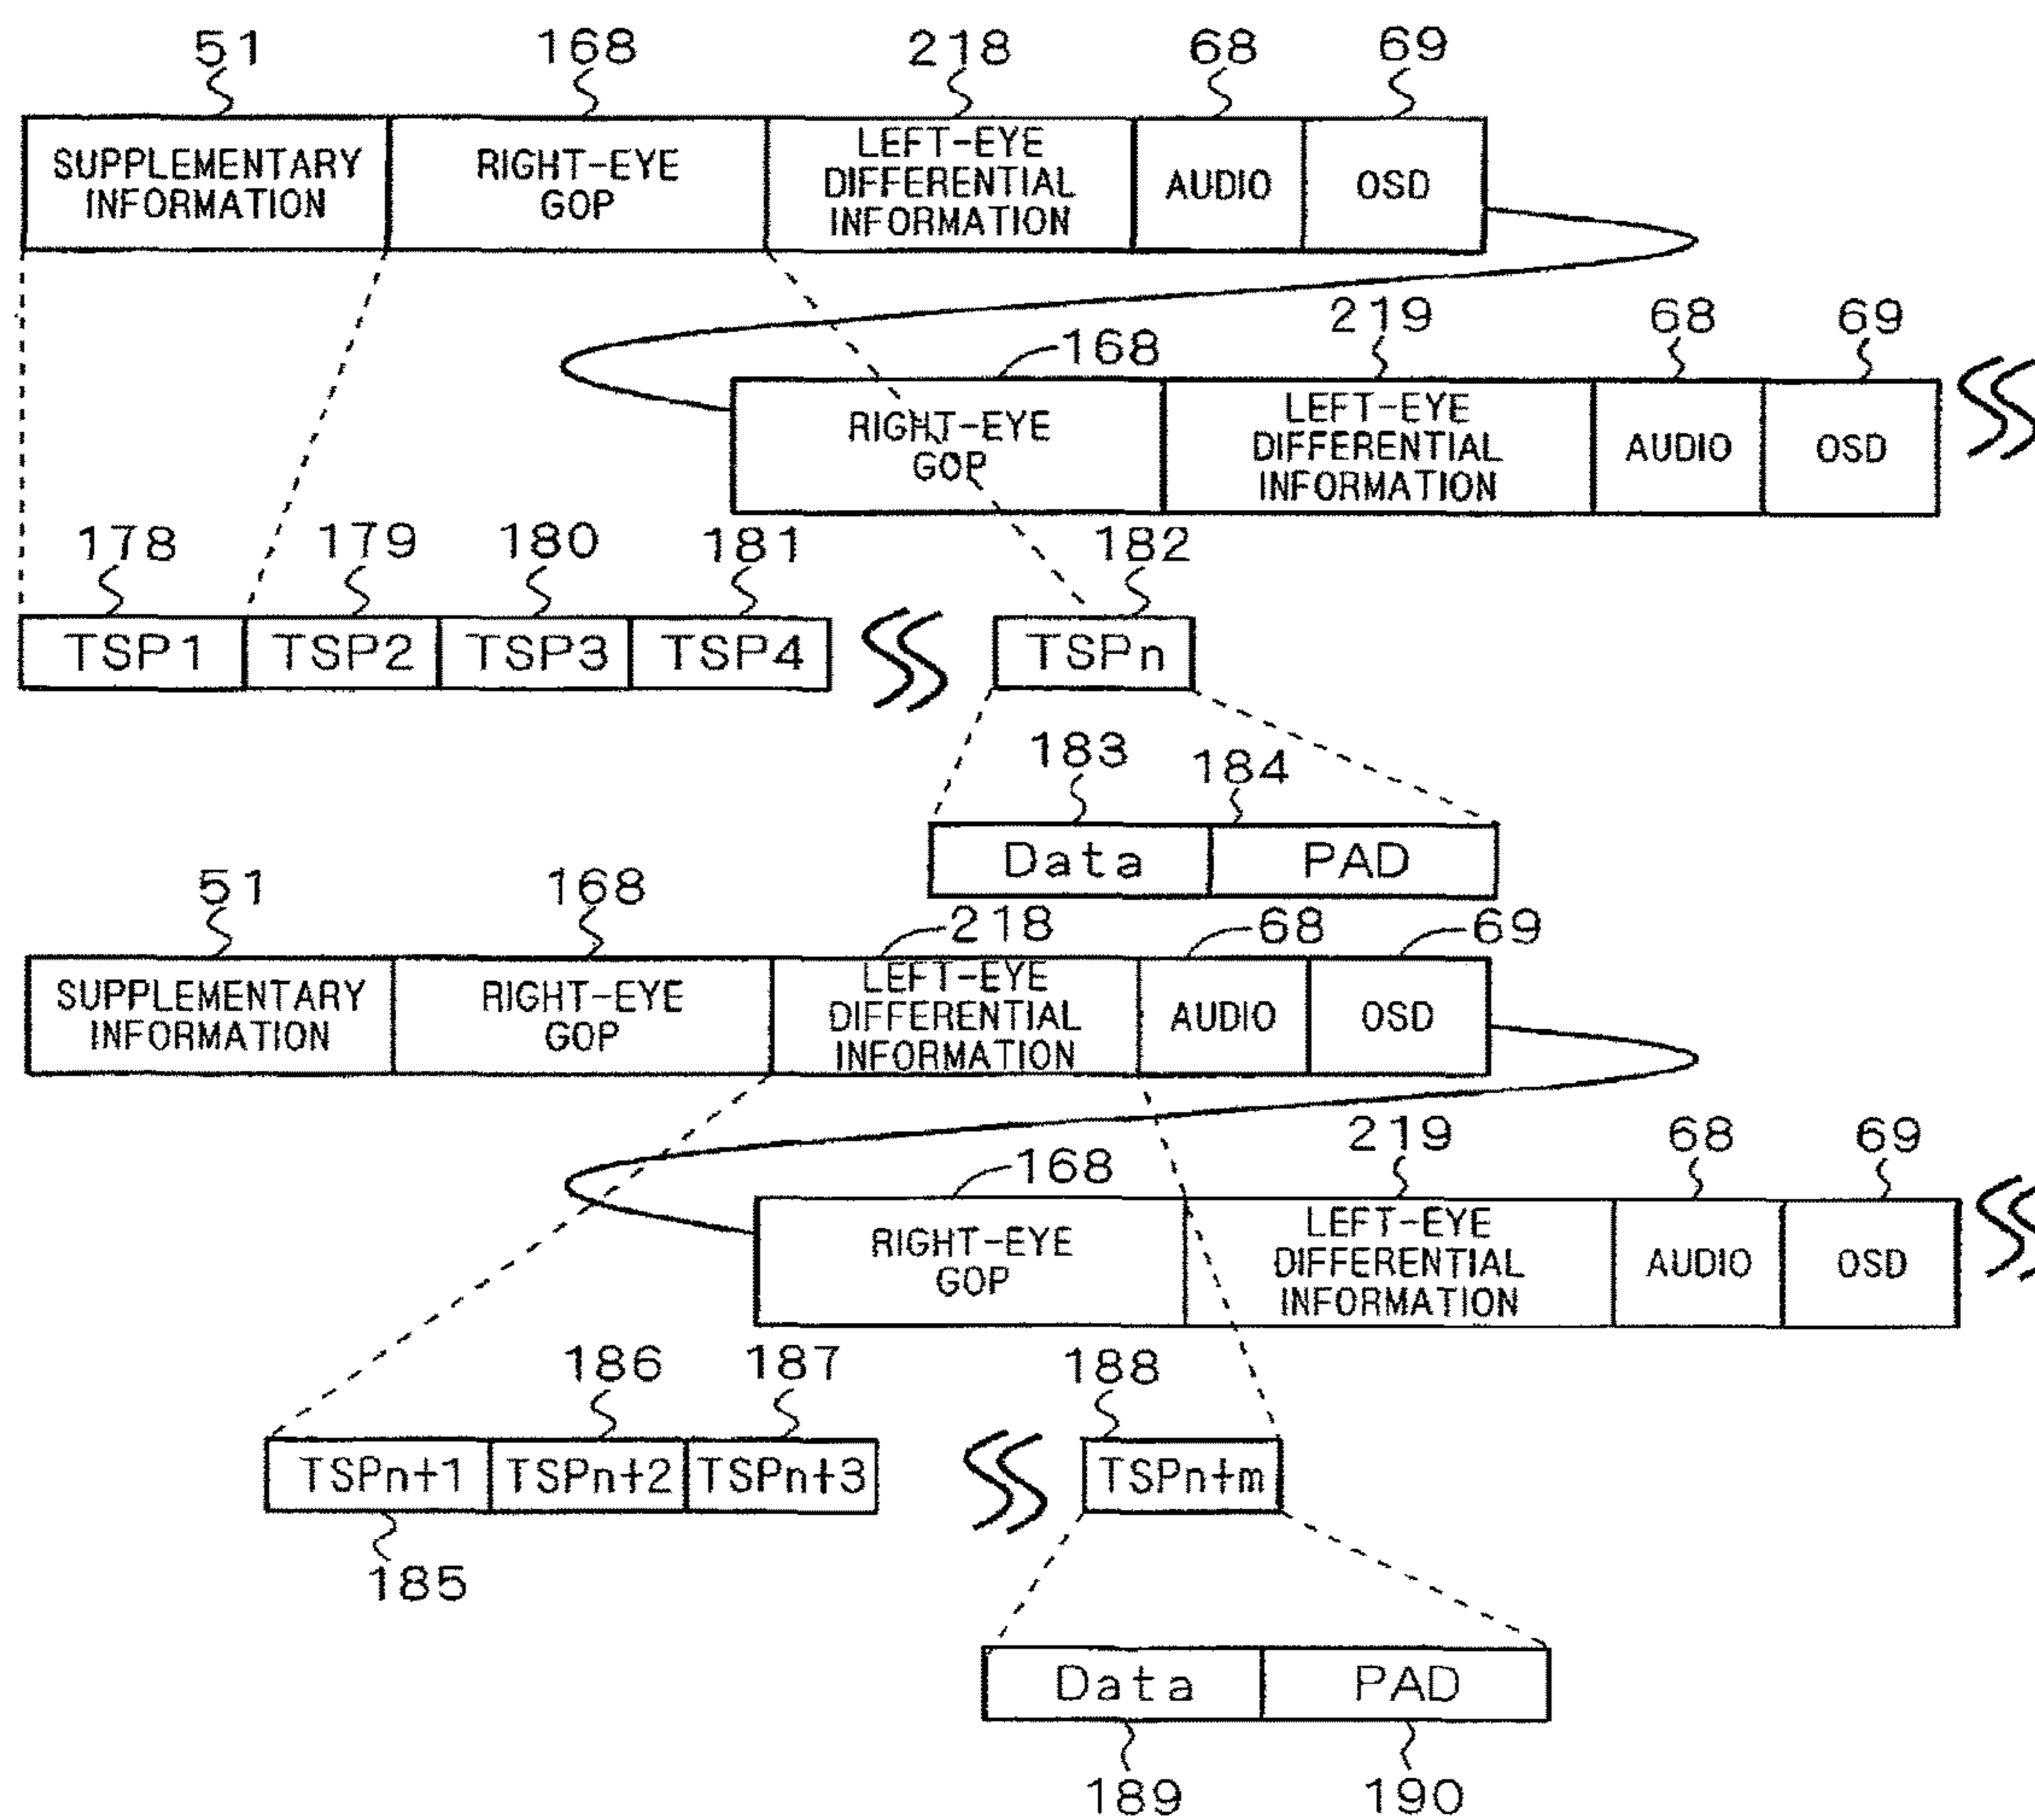 51 168 218 68 69
SUPPLEMENTARY INFORMATION
RIGHT-EYE GOP
LEFT-EYE DIFFERENTIAL INFORMATION
AUDIO
OSD
168 219 68 69
RIGHT-EYE GOP
LEFT-EYE DIFFERENTIAL INFORMATION
AUDIO
OSD
178 179 180 181 182
TSP1 TSP2 TSP3 TSP4 TSPn
183 184
Data PAD
51 168 218 68 69
SUPPLEMENTARY INFORMATION
RIGHT-EYE GOP
LEFT-EYE DIFFERENTIAL INFORMATION
AUDIO
OSD
168 219 68 69
RIGHT-EYE GOP
LEFT-EYE DIFFERENTIAL INFORMATION
AUDIO
OSD
186 187 188
TSPn+1 TSPn+2 TSPn+3 TSPn+m
185
Data PAD
189 190